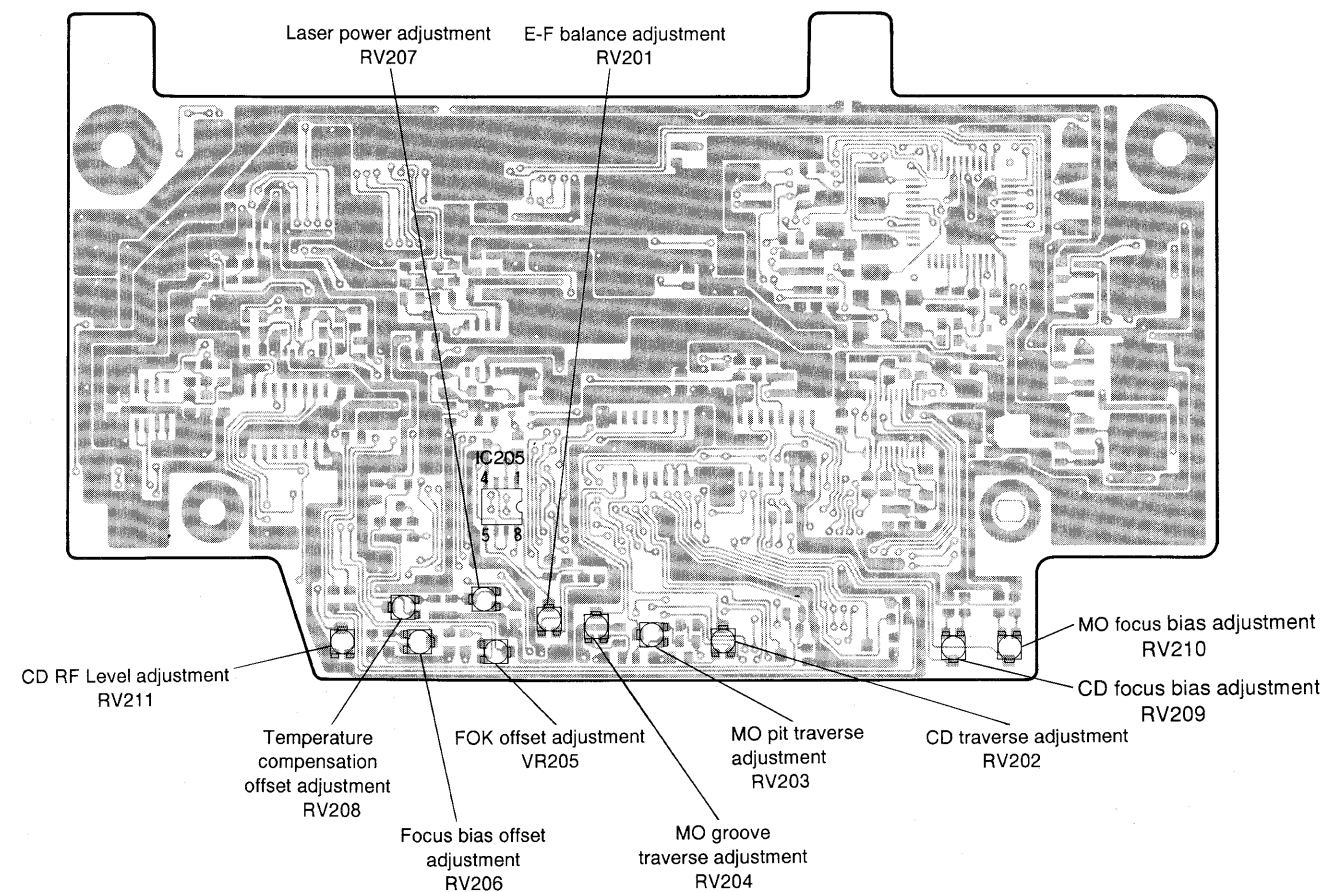 Laser power adjustment
RV207
E-F balance adjustment
RV201
IC205
4 1
5 8
MO focus bias adjustment
RV210
CD focus bias adjustment
RV209
CD RF Level adjustment
RV211
Temperature
compensation
offset adjustment
RV208
FOK offset adjustment
VR205
MO pit traverse
adjustment
RV203
CD traverse adjustment
RV202
Focus bias offset
adjustment
RV206
MO groove
traverse adjustment
RV204